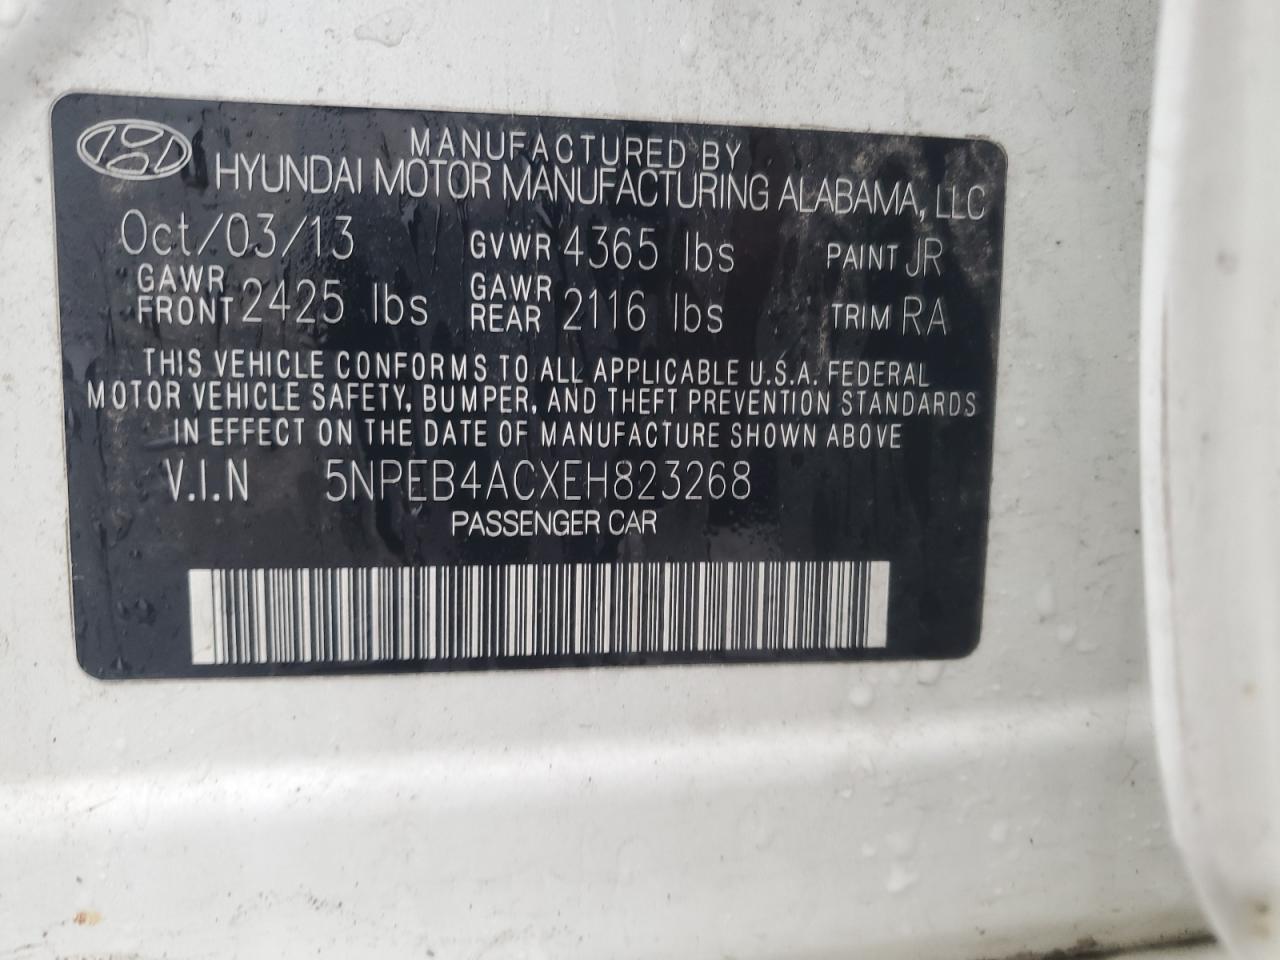 MANUFACTURED BY
HYUNDAI MOTOR MANUFACTURING ALABAMA, LLC
Oct/03/13 GVWR 4365 lbs PAINT JR
GAWR FRONT 2425 lbs GAWR REAR 2116 lbs TRIM RA
THIS VEHICLE CONFORMS TO ALL APPLICABLE U.S.A. FEDERAL
MOTOR VEHICLE SAFETY, BUMPER, AND THEFT PREVENTION STANDARDS
IN EFFECT ON THE DATE OF MANUFACTURE SHOWN ABOVE
V.I.N 5NPEB4ACXEH823268
PASSENGER CAR